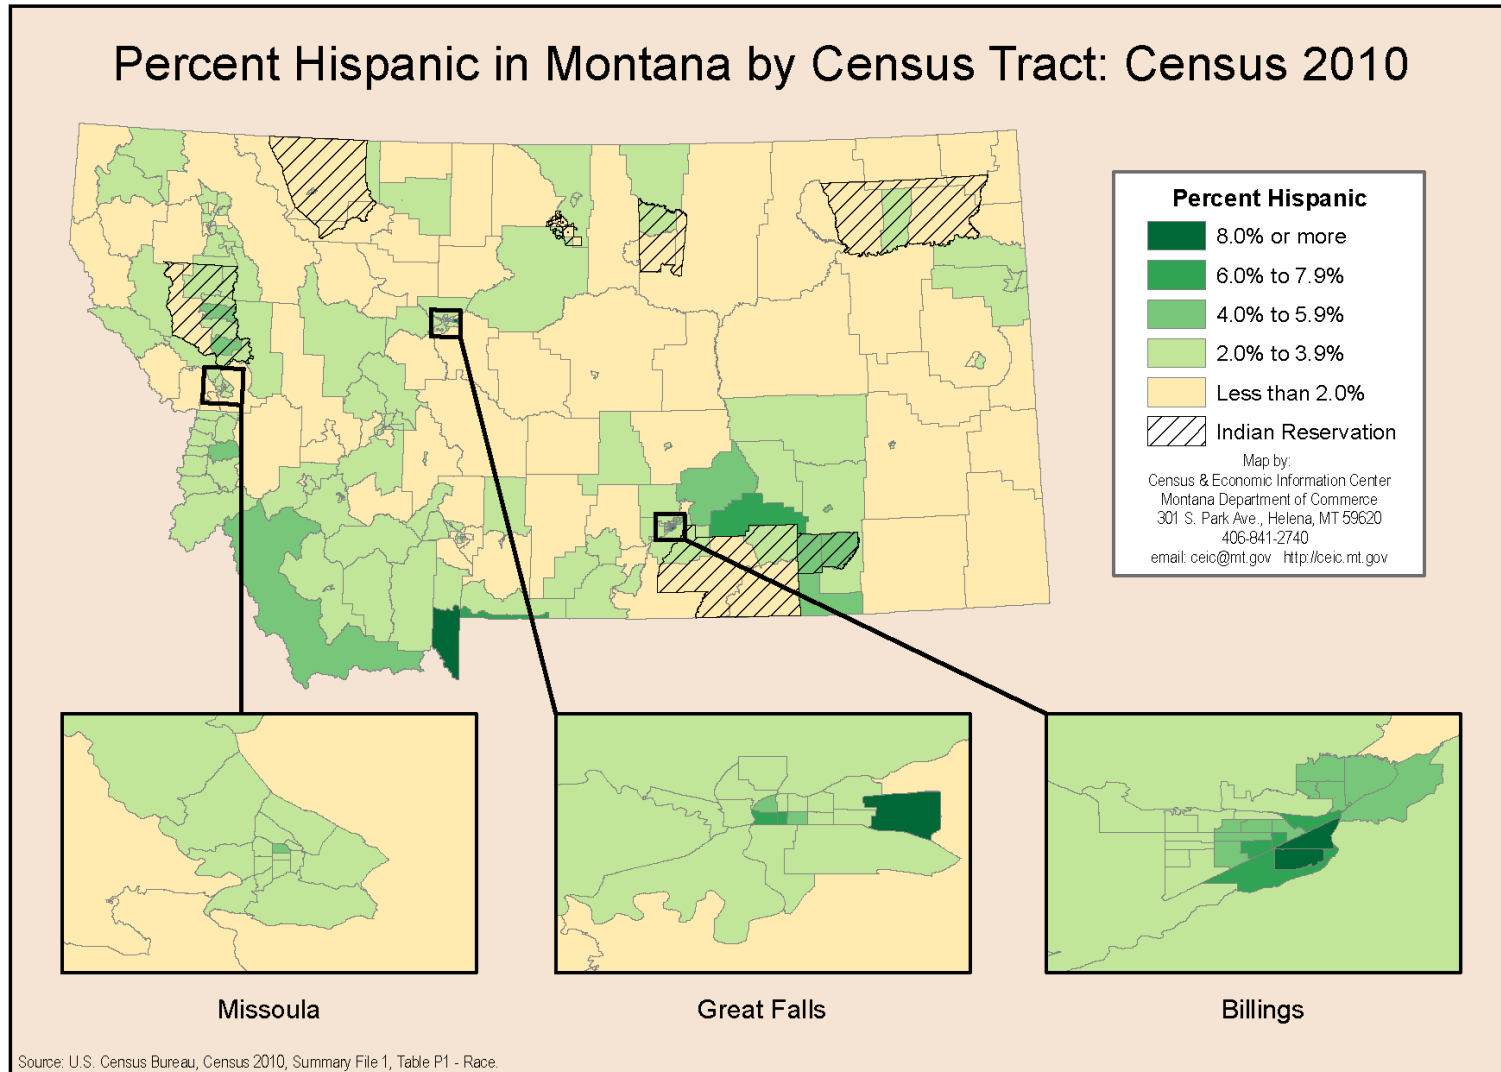 Percent Hispanic in Montana by Census Tract: Census 2010
Percent Hispanic
8.0% or more
6.0% to 7.9%
4.0% to 5.9%
2.0% to 3.9%
Less than 2.0%
Indian Reservation
Map by:
Census & Economic Information Center
Montana Department of Commerce
301 S. Park Ave., Helena, MT 59620
406-841-2740
email: ceic@mt.gov http://ceic.mt.gov
Missoula
Great Falls
Billings
Source: U.S. Census Bureau, Census 2010, Summary File 1, Table P1 - Race.